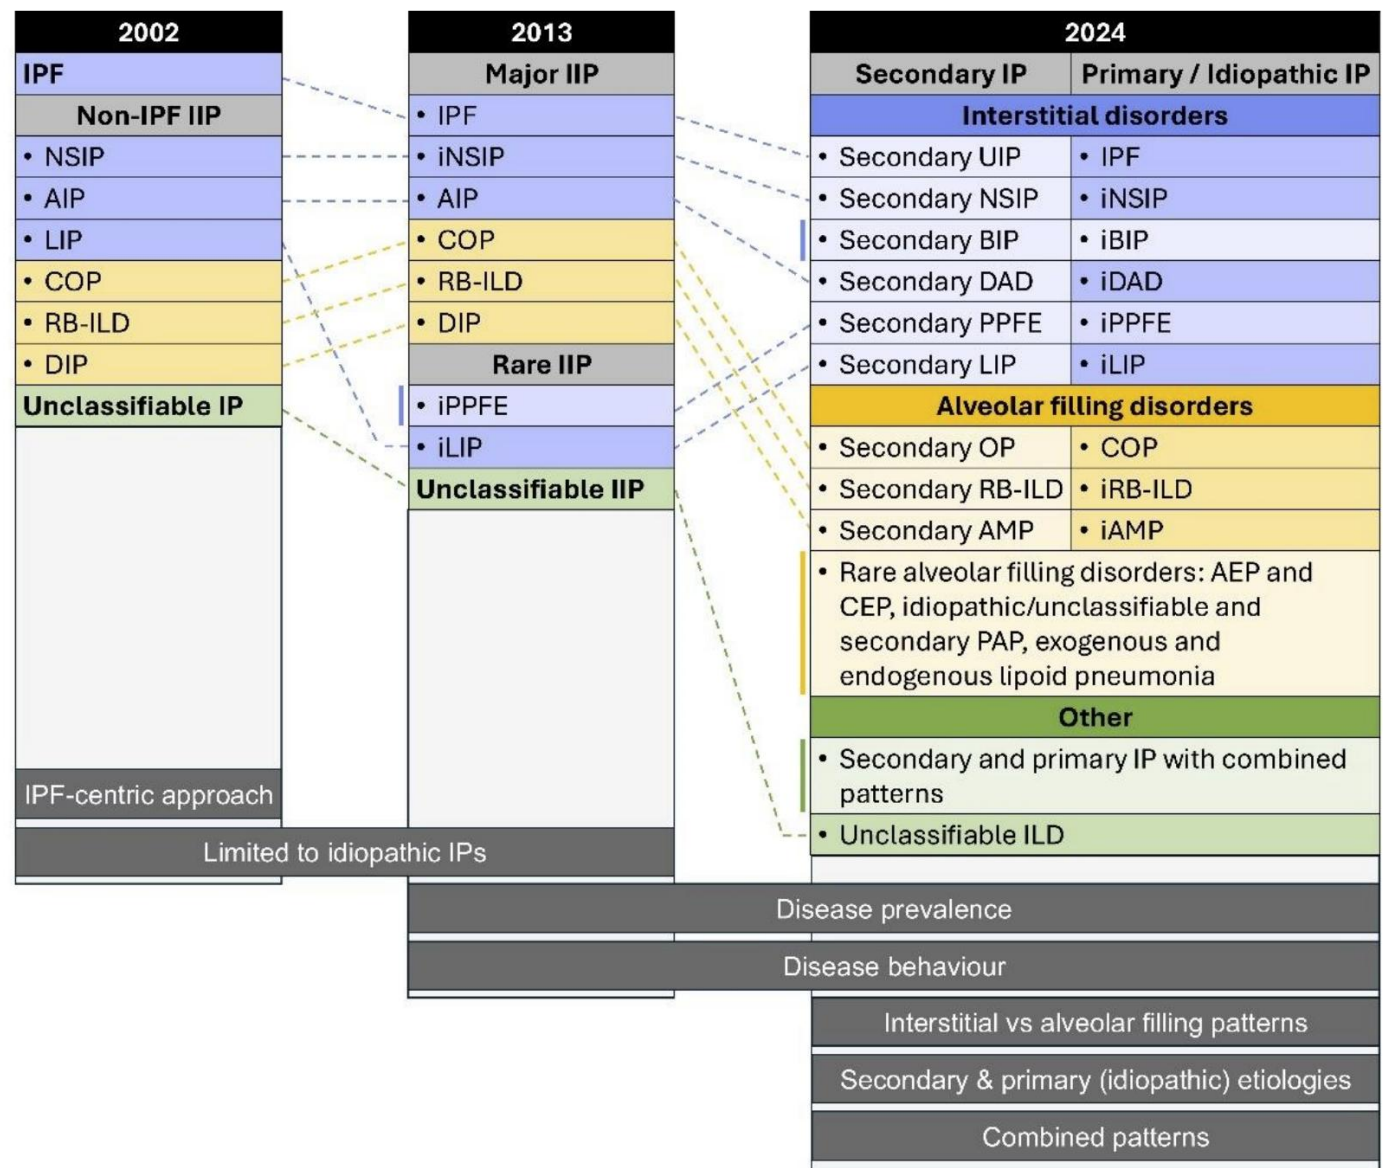 2002
IPF
Non-IPF IIP
• NSIP
• AIP
• LIP
• COP
• RB-ILD
• DIP
Unclassifiable IP
IPF-centric approach
2013
Major IIP
• IPF
• iNSIP
• AIP
• COP
• RB-ILD
• DIP
Rare IIP
• iPPFE
• iLIP
Unclassifiable IIP
Limited to idiopathic IPs
2024
Secondary IP Primary / Idiopathic IP
Interstitial disorders
• Secondary UIP • IPF
• Secondary NSIP • iNSIP
• Secondary BIP • iBIP
• Secondary DAD • iDAD
• Secondary PPFE • iPPFE
• Secondary LIP • iLIP
Alveolar filling disorders
• Secondary OP • COP
• Secondary RB-ILD • iRB-ILD
• Secondary AMP • iAMP
• Rare alveolar filling disorders: AEP and
CEP, idiopathic/unclassifiable and
secondary PAP, exogenous and
endogenous lipoid pneumonia
Other
• Secondary and primary IP with combined
patterns
• Unclassifiable ILD
Disease prevalence
Disease behaviour
Interstitial vs alveolar filling patterns
Secondary & primary (idiopathic) etiologies
Combined patterns